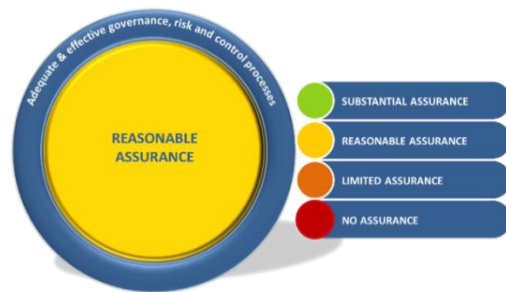 Adequate & effective governance, risk and control processes
REASONABLE
ASSURANCE
SUBSTANTIAL ASSURANCE
REASONABLE ASSURANCE
LIMITED ASSURANCE
NO ASSURANCE